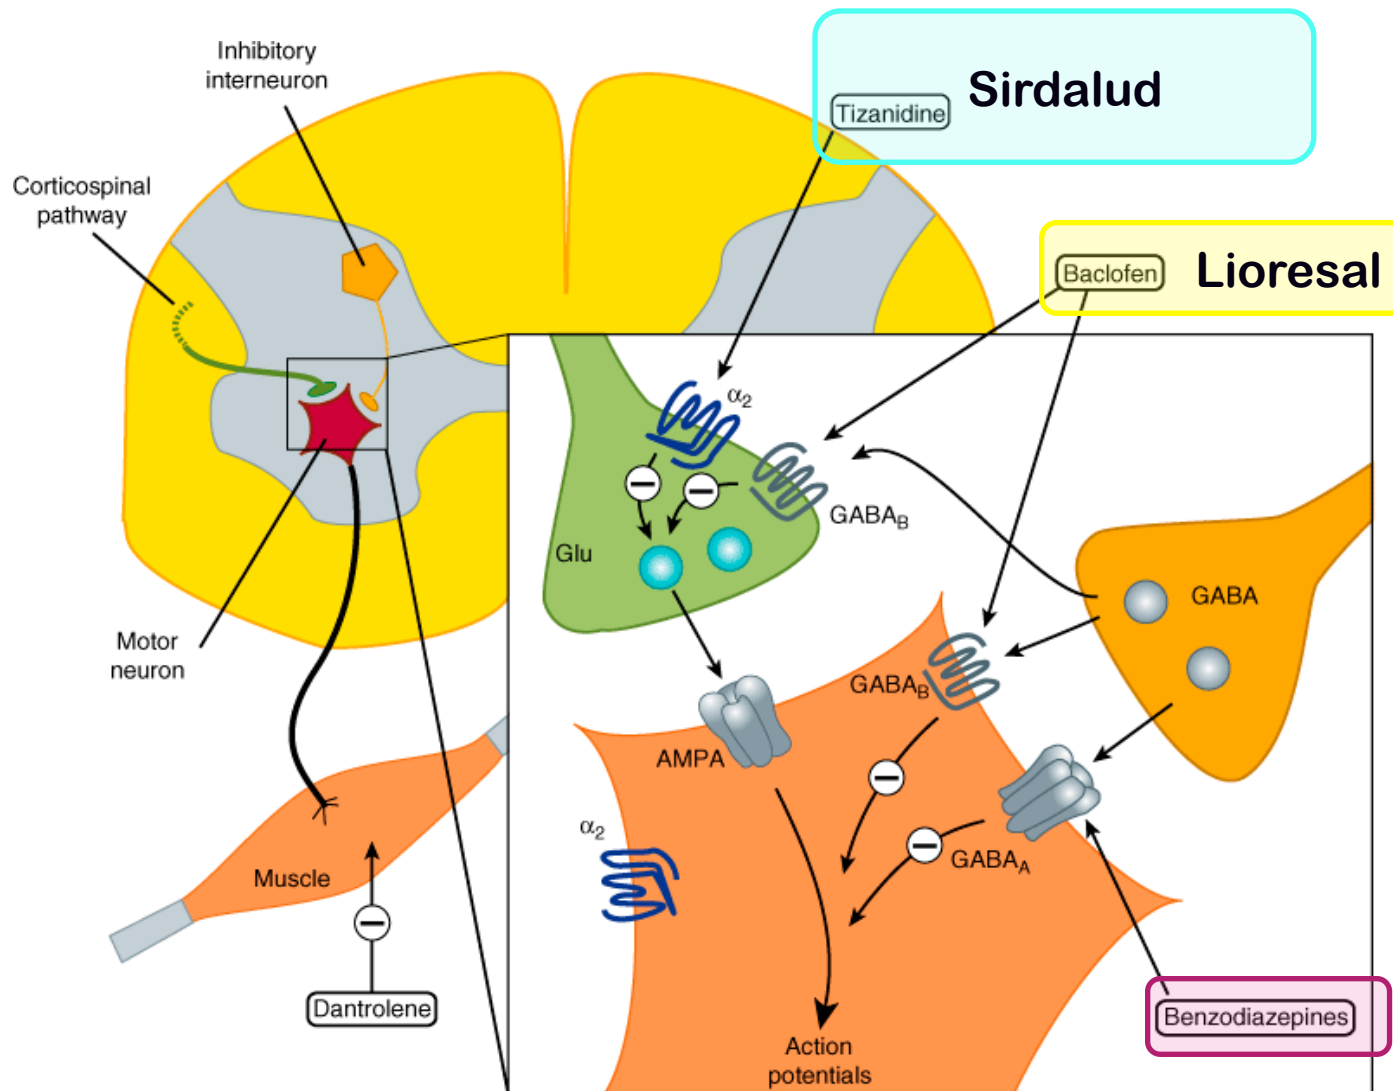 Inhibitory
interneuron
Sirdalud
Tizanidine
Corticospinal
pathway
Baclofen
Lioresal
α2
GABAB
Glu
GABA
Motor
neuron
GABAB
AMPA
α2
GABAA
Muscle
Dantrolene
Benzodiazepines
Action
potentials